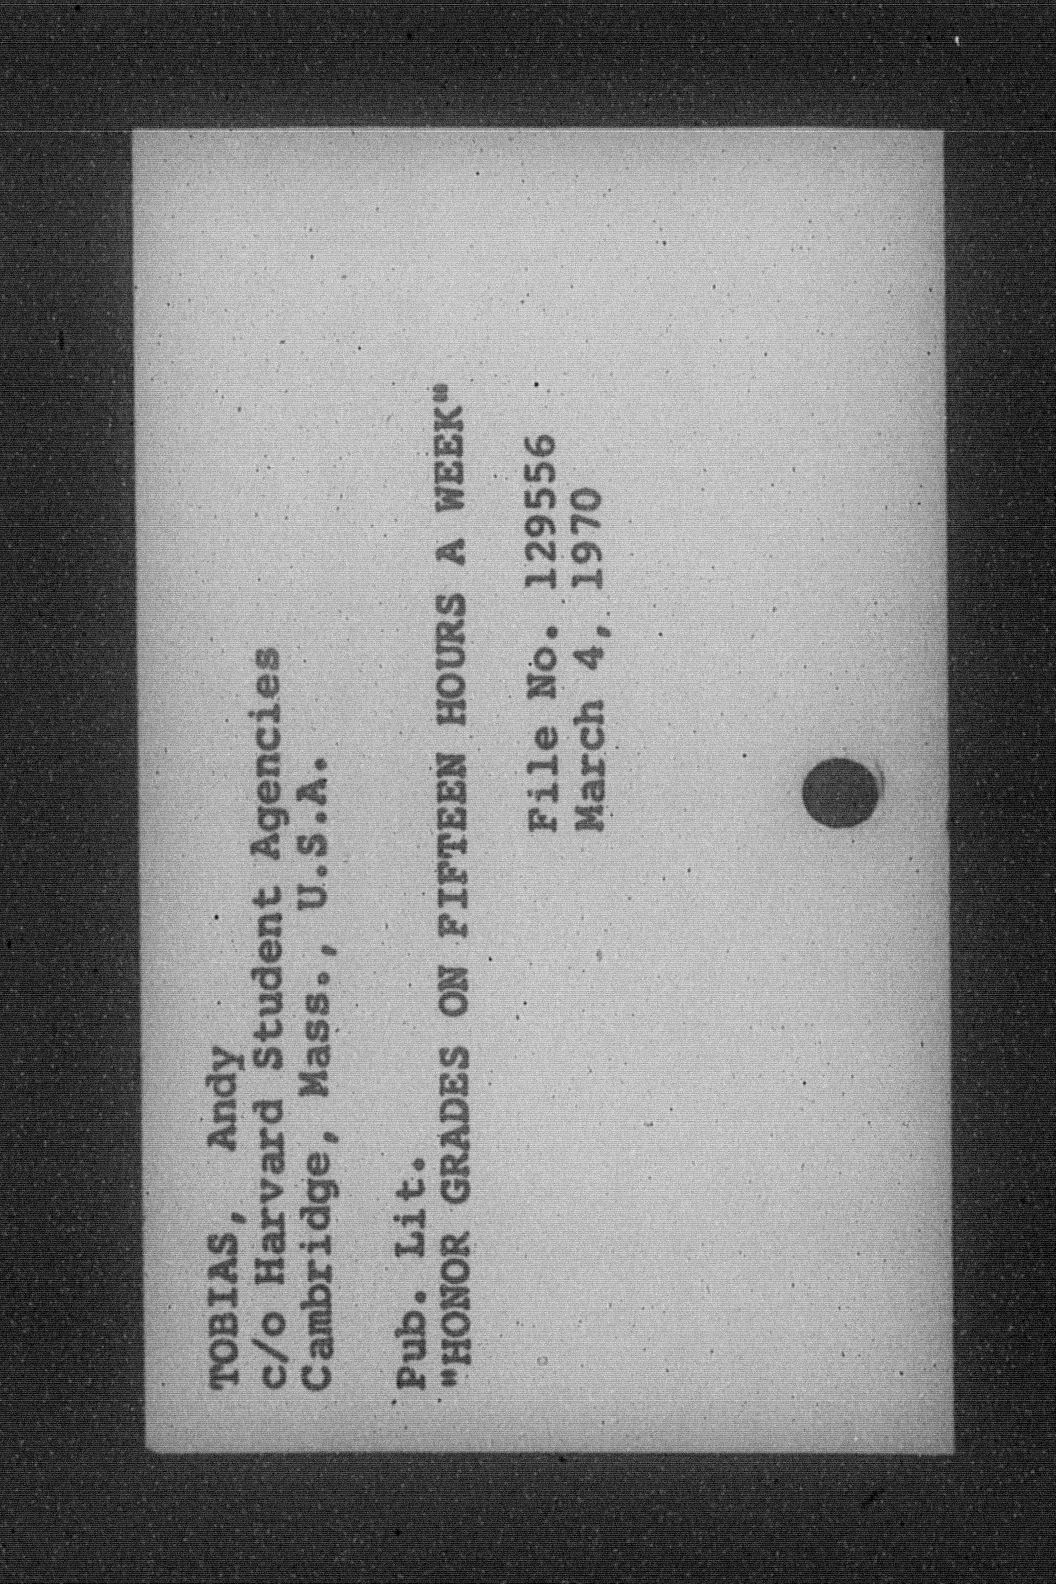 TOBIAS, Andy
c/o Harvard Student Agencies
Cambridge, Mass., U.S.A.
Pub. Lit.
"HONOR GRADES ON FIFTEEN HOURS A WEEK"
File No. 129556
March 4, 1970